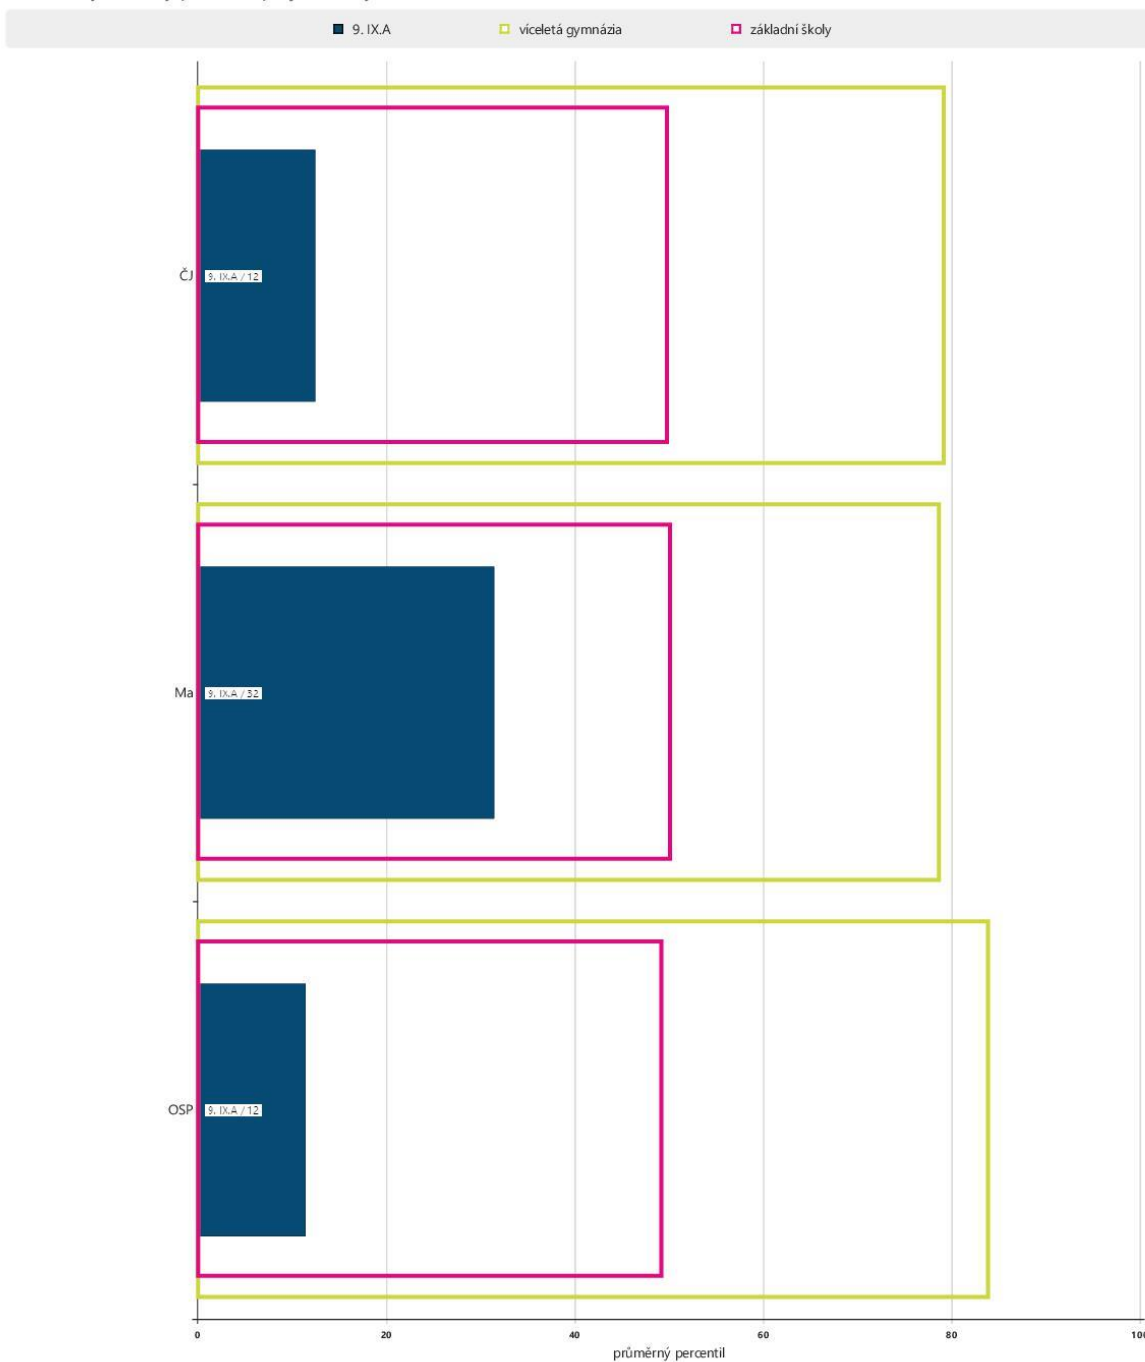 9. IX.A víceletá gymnázia základní školy
ČJ 9. IX.A / 12
Ma 9. IX.A / 32
OSP 9. IX.A / 12
0 20 40 60 80 100
průměrný percentil